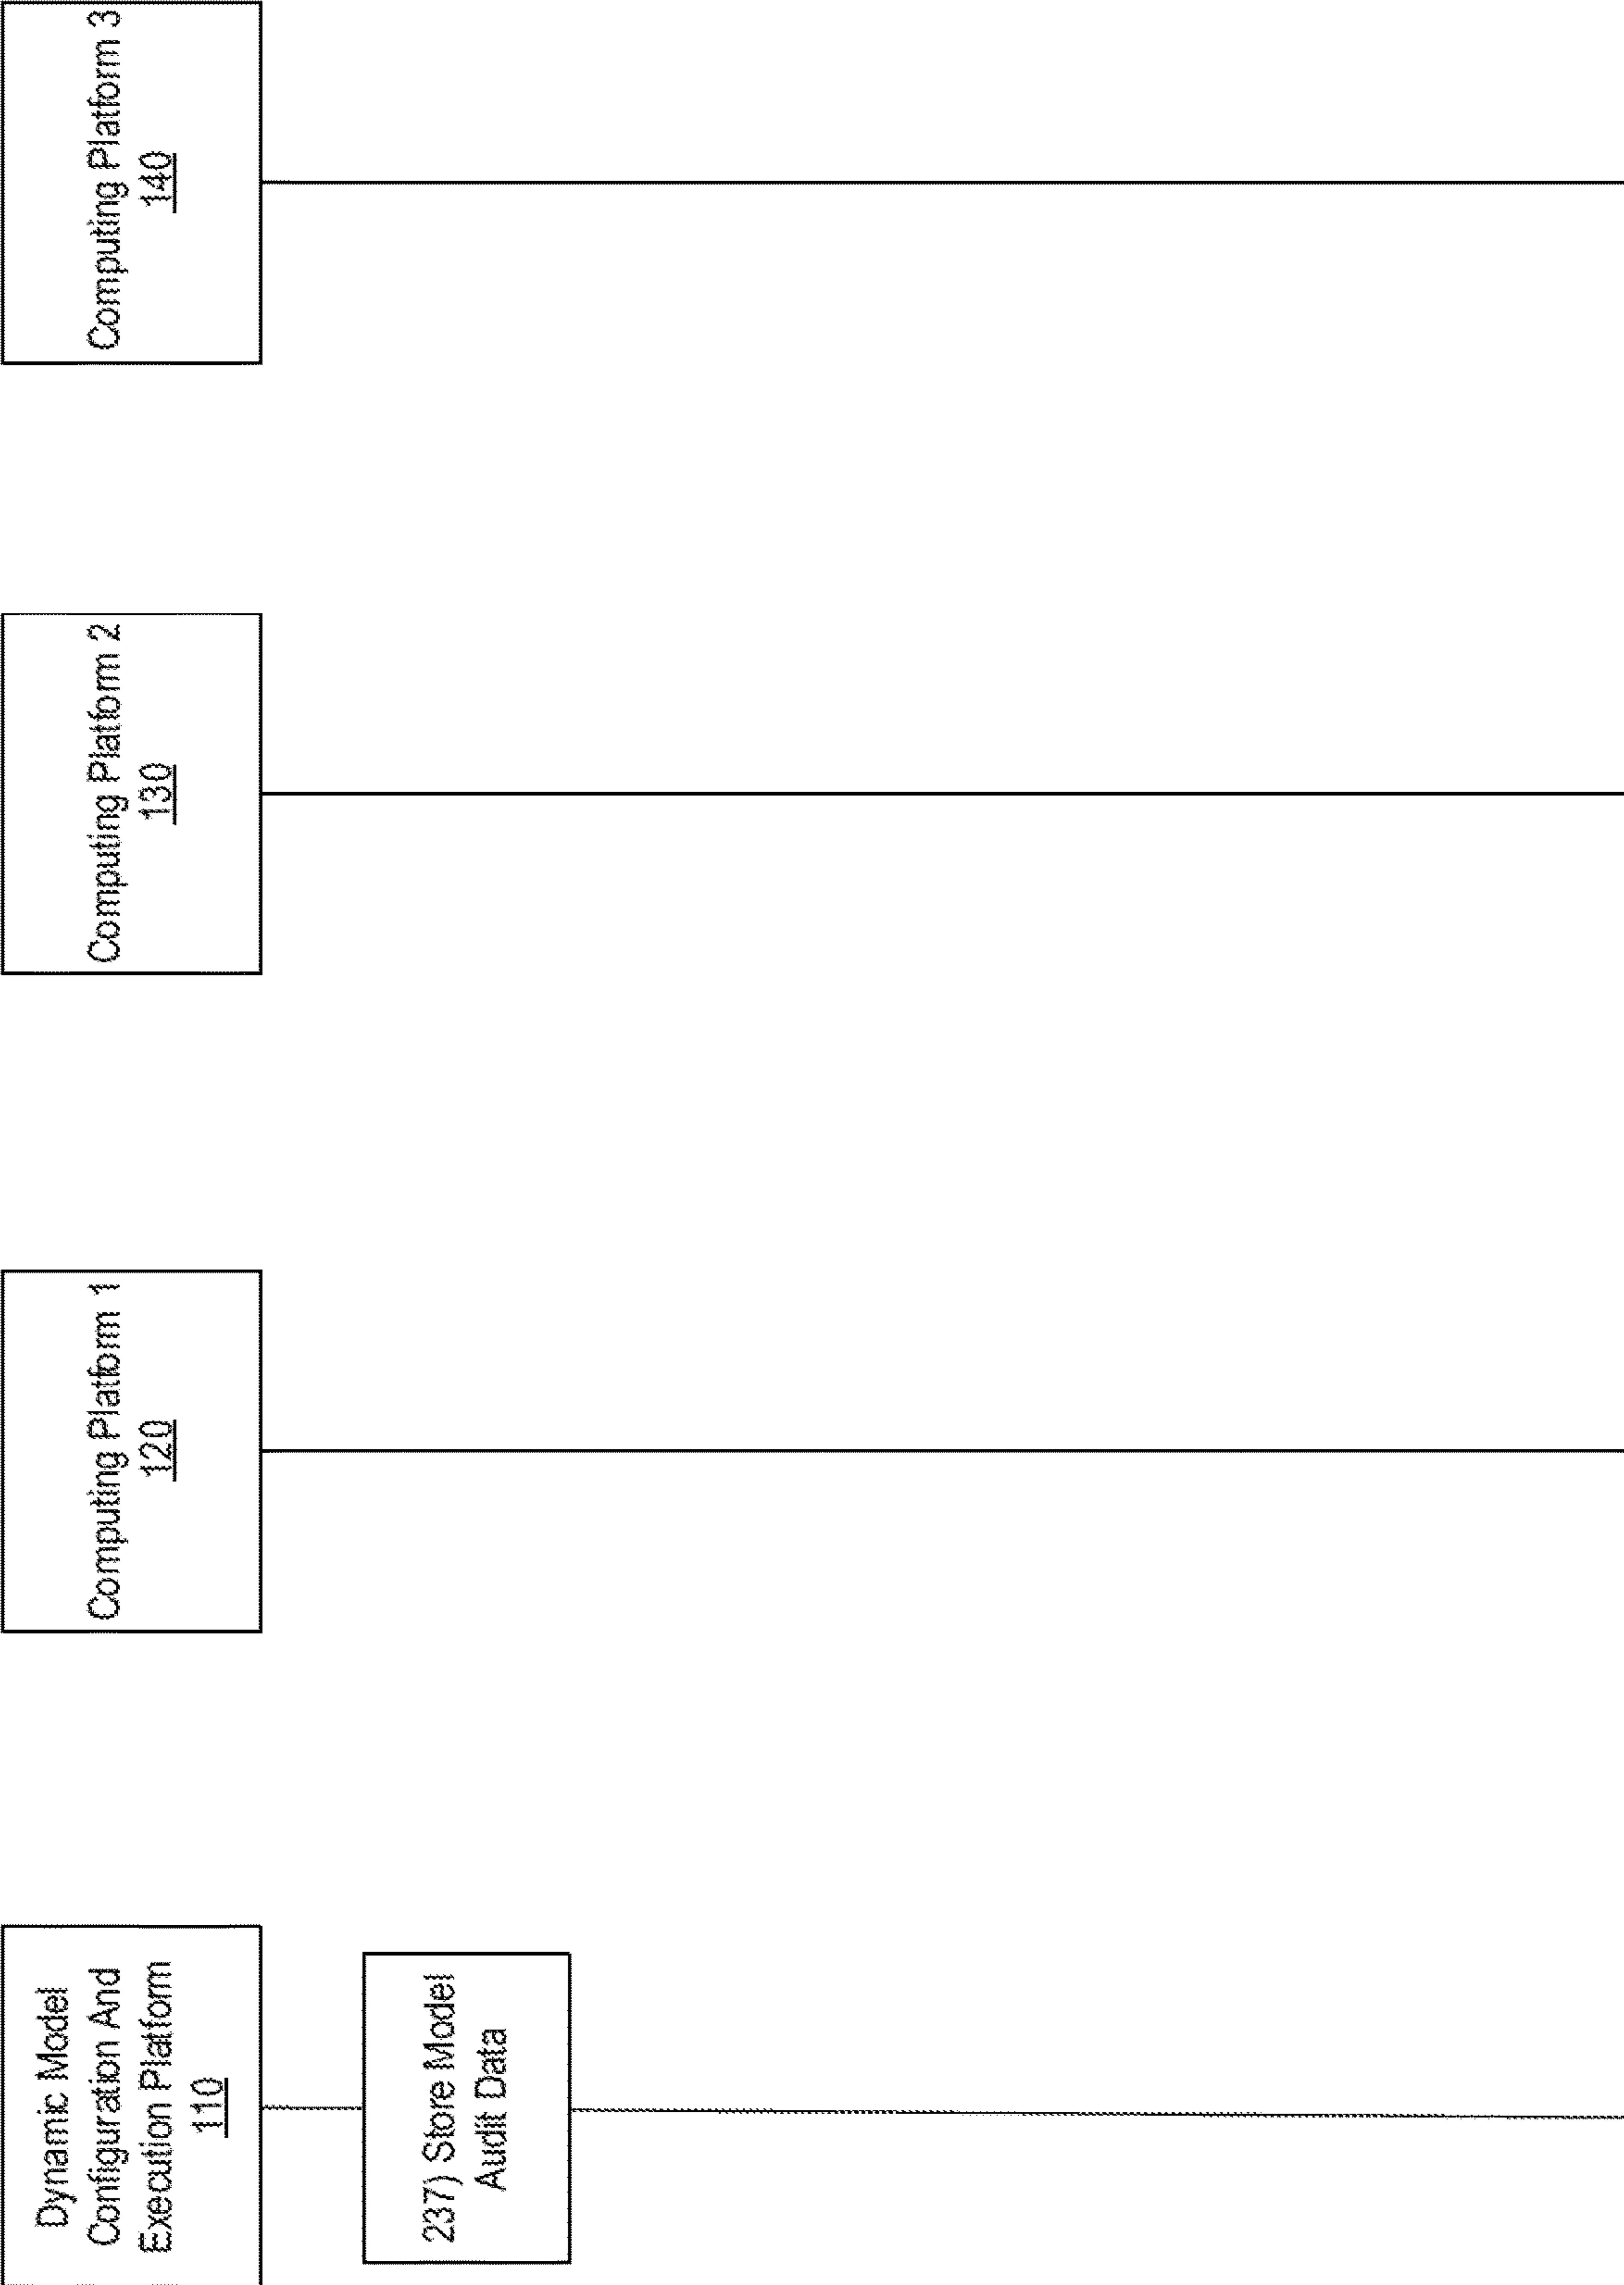 Dynamic Model
Configuration And
Execution Platform
110
Computing Platform 1
120
Computing Platform 2
130
Computing Platform 3
140
237) Store Model
Audit Data